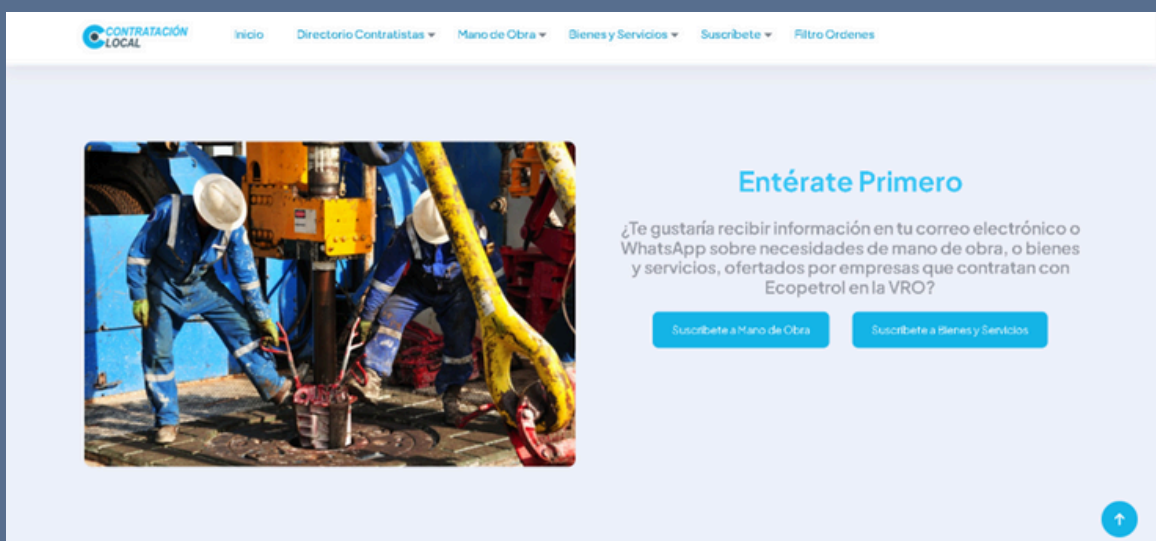 CONTRATACIÓN
LOCAL
Inicio
Directorio Contratistas
Mano de Obra
Bienes y Servicios
Suscríbete
Filtro Ordenes
Entérate Primero
¿Te gustaría recibir información en tu correo electrónico o
WhatsApp sobre necesidades de mano de obra, o bienes
y servicios, ofertados por empresas que contratan con
Ecopetrol en la VRO?
Suscríbete a Mano de Obra
Suscríbete a Bienes y Servicios